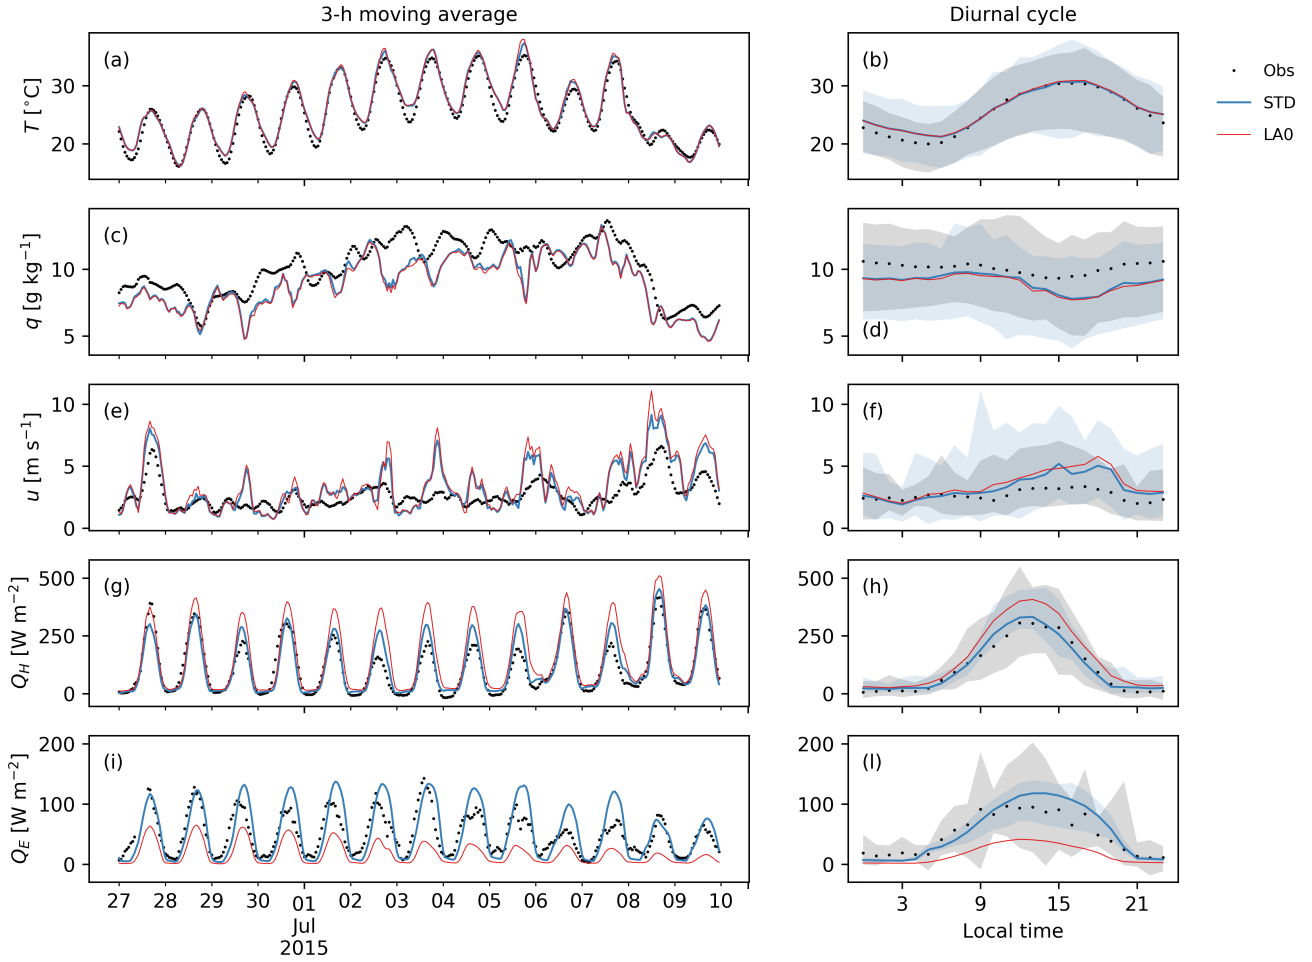 3-h moving average
Diurnal cycle
(a)
T [°C]
30
20
(b)
30
20
Obs
STD
LA0
(c)
q [g kg⁻¹]
10
5
(d)
10
5
(e)
u [m s⁻¹]
10
5
0
(f)
10
5
0
(g)
Q_H [W m⁻²]
500
250
0
(h)
500
250
0
(i)
Q_E [W m⁻²]
200
100
0
(l)
200
100
0
27 28 29 30 01 02 03 04 05 06 07 08 09 10
Jul
2015
3 9 15 21
Local time